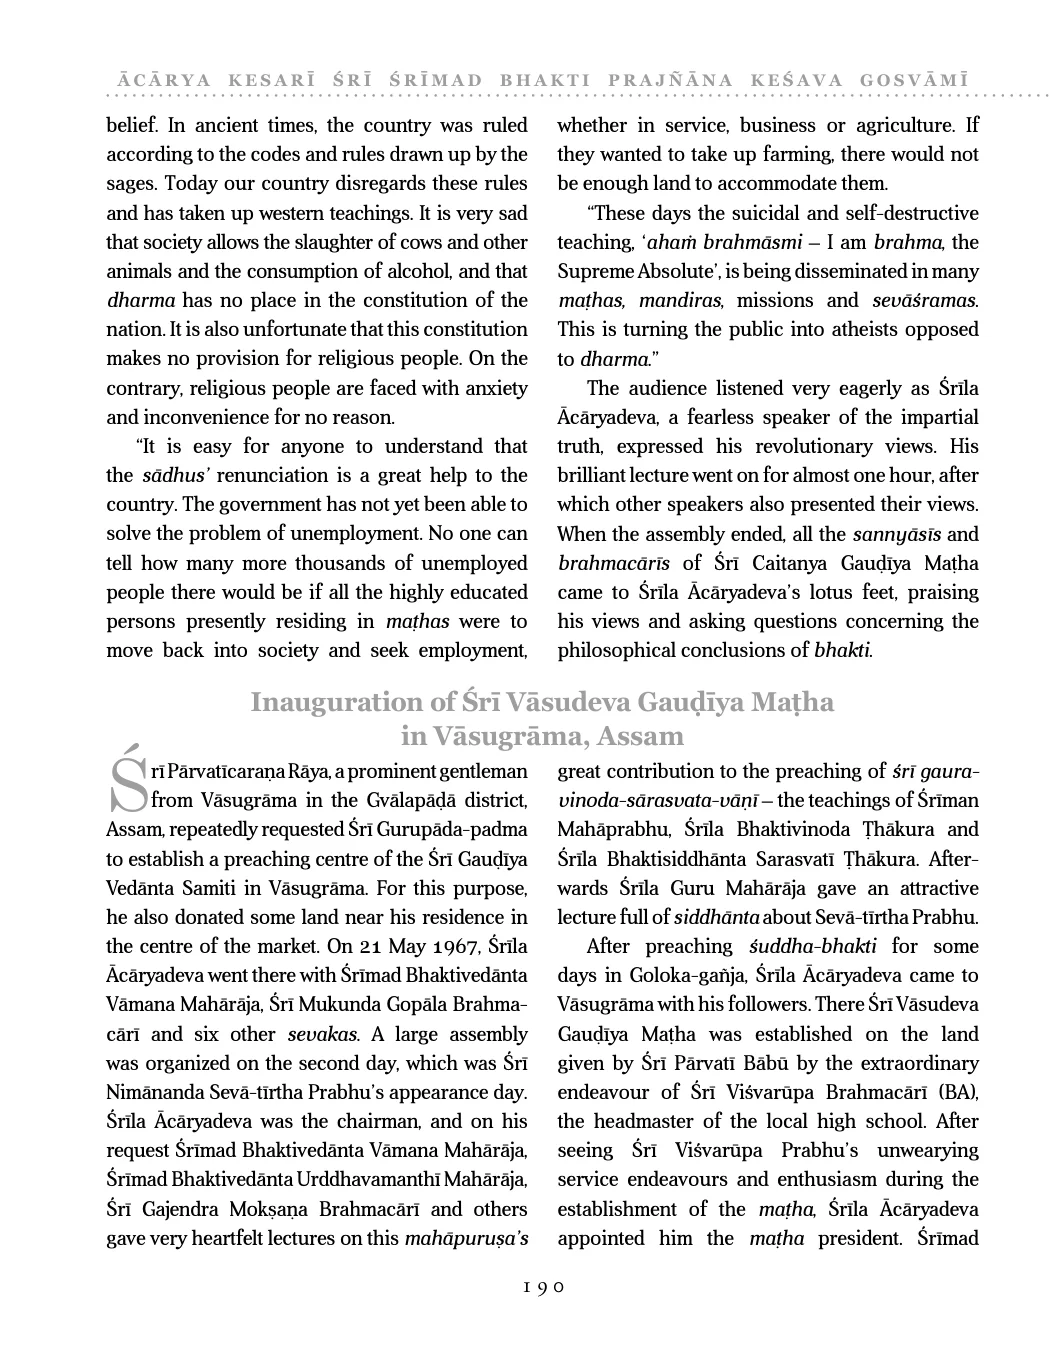 ĀCĀRYA KESARĪ ŚRĪ ŚRĪMAD BHAKTI PRAJÑĀNA KEŚAVA GOSVĀMĪ
belief. In ancient times, the country was ruled
according to the codes and rules drawn up by the
sages. Today our country disregards these rules
and has taken up western teachings. It is very sad
that society allows the slaughter of cows and other
animals and the consumption of alcohol, and that
dharma has no place in the constitution of the
nation. It is also unfortunate that this constitution
makes no provision for religious people. On the
contrary, religious people are faced with anxiety
and inconvenience for no reason.
“It is easy for anyone to understand that
the sādhus’ renunciation is a great help to the
country. The government has not yet been able to
solve the problem of unemployment. No one can
tell how many more thousands of unemployed
people there would be if all the highly educated
persons presently residing in maṭhas were to
move back into society and seek employment,
whether in service, business or agriculture. If
they wanted to take up farming, there would not
be enough land to accommodate them.
“These days the suicidal and self-destructive
teaching, ‘ahaṁ brahmāsmi – I am brahma, the
Supreme Absolute’, is being disseminated in many
maṭhas, mandiras, missions and sevāśramas.
This is turning the public into atheists opposed
to dharma.”
The audience listened very eagerly as Śrīla
Ācāryadeva, a fearless speaker of the impartial
truth, expressed his revolutionary views. His
brilliant lecture went on for almost one hour, after
which other speakers also presented their views.
When the assembly ended, all the sannyāsīs and
brahmacārīs of Śrī Caitanya Gauḍīya Maṭha
came to Śrīla Ācāryadeva’s lotus feet, praising
his views and asking questions concerning the
philosophical conclusions of bhakti.
Inauguration of Śrī Vāsudeva Gauḍīya Maṭha
in Vāsugrāma, Assam
Śrī Pārvatīcaraṇa Rāya, a prominent gentleman
from Vāsugrāma in the Gvālapāḍā district,
Assam, repeatedly requested Śrī Gurupāda-padma
to establish a preaching centre of the Śrī Gauḍīya
Vedānta Samiti in Vāsugrāma. For this purpose,
he also donated some land near his residence in
the centre of the market. On 21 May 1967, Śrīla
Ācāryadeva went there with Śrīmad Bhaktivedānta
Vāmana Mahārāja, Śrī Mukunda Gopāla Brahma-
cārī and six other sevakas. A large assembly
was organized on the second day, which was Śrī
Nimānanda Sevā-tīrtha Prabhu’s appearance day.
Śrīla Ācāryadeva was the chairman, and on his
request Śrīmad Bhaktivedānta Vāmana Mahārāja,
Śrīmad Bhaktivedānta Urddhavamanthī Mahārāja,
Śrī Gajendra Mokṣaṇa Brahmacārī and others
gave very heartfelt lectures on this mahāpuruṣa’s
great contribution to the preaching of śrī gaura-
vinoda-sārasvata-vāṇī – the teachings of Śrīman
Mahāprabhu, Śrīla Bhaktivinoda Ṭhākura and
Śrīla Bhaktisiddhānta Sarasvatī Ṭhākura. After-
wards Śrīla Guru Mahārāja gave an attractive
lecture full of siddhānta about Sevā-tīrtha Prabhu.
After preaching śuddha-bhakti for some
days in Goloka-gañja, Śrīla Ācāryadeva came to
Vāsugrāma with his followers. There Śrī Vāsudeva
Gauḍīya Maṭha was established on the land
given by Śrī Pārvatī Bābū by the extraordinary
endeavour of Śrī Viśvarūpa Brahmacārī (BA),
the headmaster of the local high school. After
seeing Śrī Viśvarūpa Prabhu’s unwearying
service endeavours and enthusiasm during the
establishment of the maṭha, Śrīla Ācāryadeva
appointed him the maṭha president. Śrīmad
190